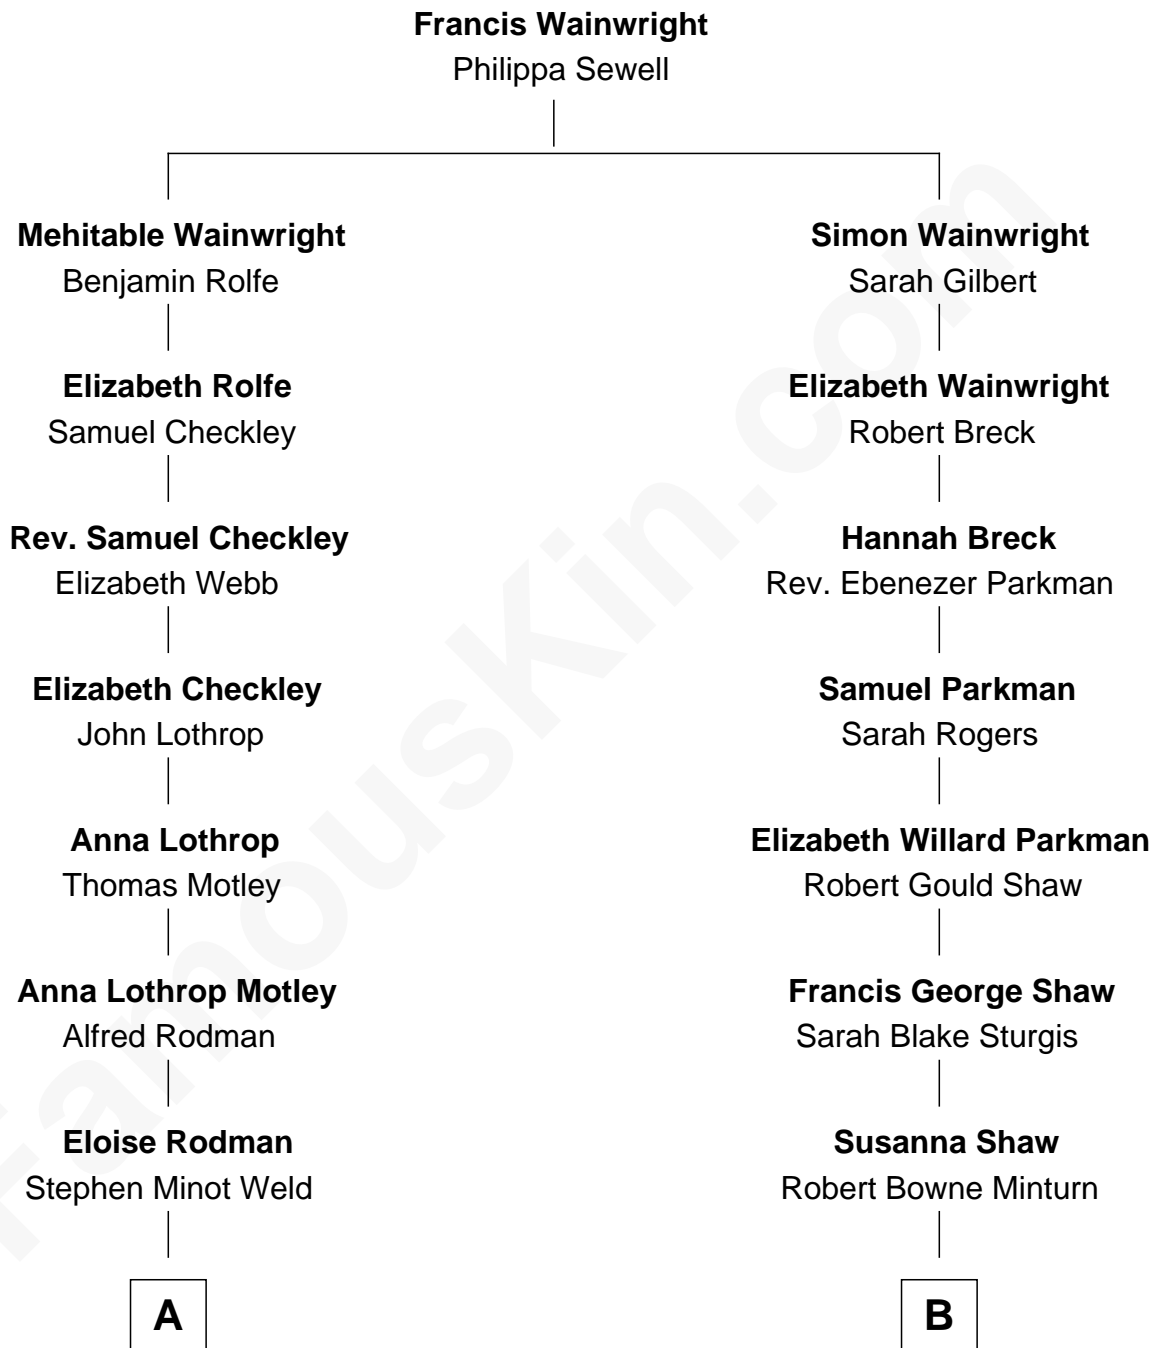 Francis Wainwright
Philippa Sewell
Mehitable Wainwright
Benjamin Rolfe
Simon Wainwright
Sarah Gilbert
Elizabeth Rolfe
Samuel Checkley
Elizabeth Wainwright
Robert Breck
Rev. Samuel Checkley
Elizabeth Webb
Hannah Breck
Rev. Ebenezer Parkman
Elizabeth Checkley
John Lothrop
Samuel Parkman
Sarah Rogers
Anna Lothrop
Thomas Motley
Elizabeth Willard Parkman
Robert Gould Shaw
Anna Lothrop Motley
Alfred Rodman
Francis George Shaw
Sarah Blake Sturgis
Eloise Rodman
Stephen Minot Weld
Susanna Shaw
Robert Bowne Minturn
A
B
FamousKin.com